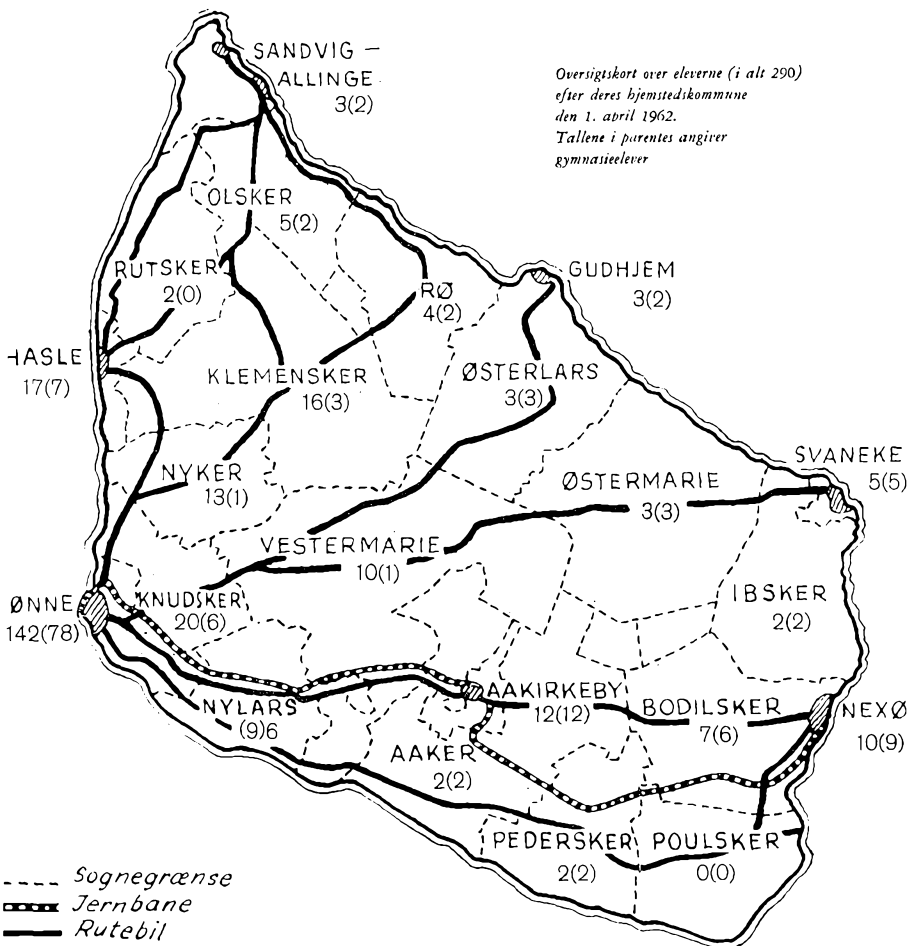 SANDVIG –
ALLINGE
3(2)
Oversigtskort over eleverne (i alt 290)
efter deres hjemstedskommune
den 1. april 1962.
Tallene i parentes angiver
gymnasieelever
OLSKER
5(2)
RUTSKER
2(0)
RØ
4(2)
GUDHJEM
3(2)
HASLE
17(7)
KLEMENSKER
16(3)
ØSTERLARS
3(3)
NYKER
13(1)
SVANEKE
5(5)
ØSTERMARIE
3(3)
VESTERMARIE
10(1)
ØNNE
142(78)
KNUDSKER
20(6)
IBSKER
2(2)
NYLARS
(9)6
AAKIRKEBY
12(12)
BODILSKER
7(6)
NEXØ
10(9)
AAKER
2(2)
PEDERSKER
2(2)
POULSKER
0(0)
Sognegrænse
Jernbane
Rutebil